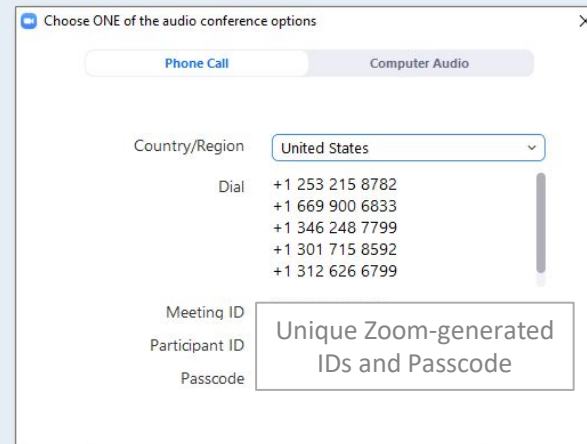 Choose ONE of the audio conference options
Phone Call Computer Audio
Country/Region United States
Dial +1 253 215 8782
+1 669 900 6833
+1 346 248 7799
+1 301 715 8592
+1 312 626 6799
Meeting ID
Participant ID
Passcode
Unique Zoom-generated
IDs and Passcode